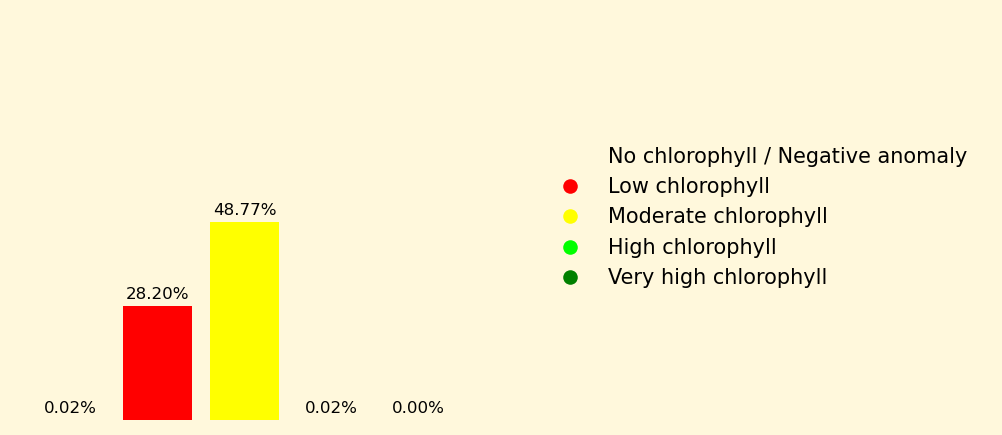 No chlorophyll / Negative anomaly
Low chlorophyll
Moderate chlorophyll
High chlorophyll
Very high chlorophyll
48.77%
28.20%
0.02%
0.02%
0.00%